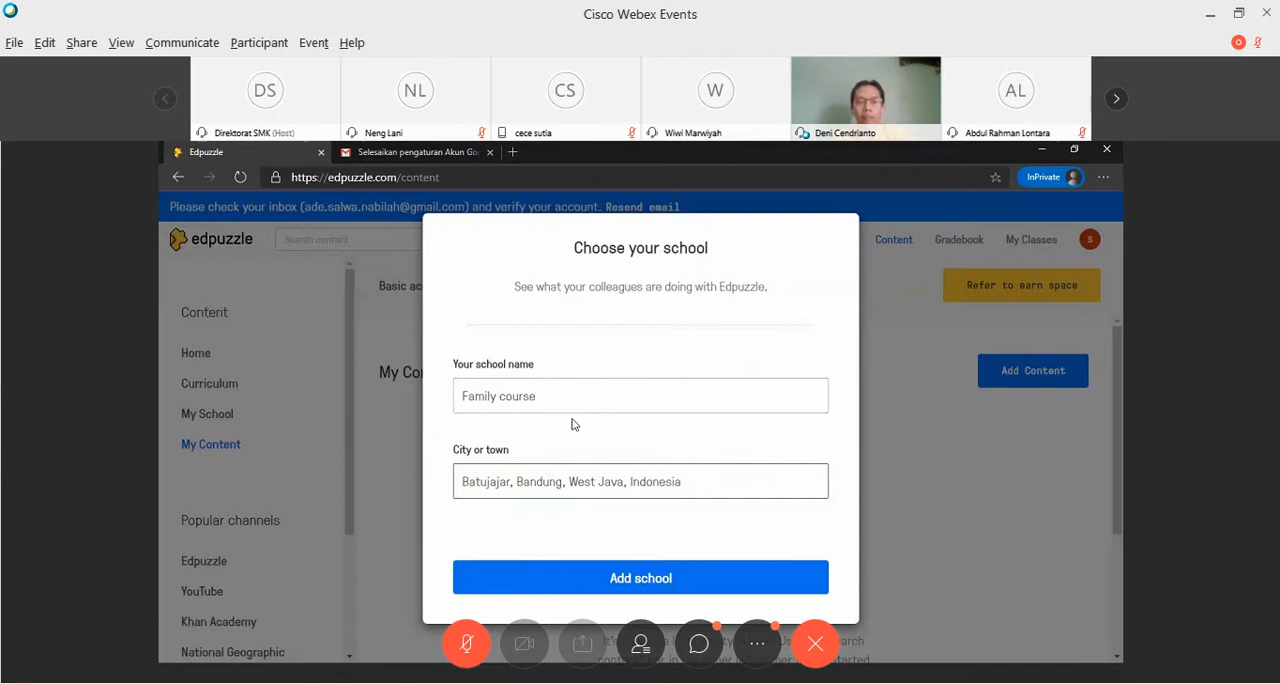 Cisco Webex Events
File Edit Share View Communicate Participant Event Help
DS NL CS W AL
Direktorat SMK (Host) Neng Lani cece sutia Wiwi Marwiyah Deni Cendrianto Abdul Rahman Lontara
Edpuzzle Selesaikan pengaturan Akun Goo
https://edpuzzle.com/content InPrivate
Please check your inbox (ade.salwa.nabilah@gmail.com) and verify your account. Resend email
edpuzzle Search content Content Gradebook My Classes S
Choose your school
See what your colleagues are doing with Edpuzzle.
Basic ac
Refer to earn space
Content
Home
Curriculum
My School
My Content
My Co
Add Content
Your school name
Family course
City or town
Batujajar, Bandung, West Java, Indonesia
Add school
Popular channels
Edpuzzle
YouTube
Khan Academy
National Geographic